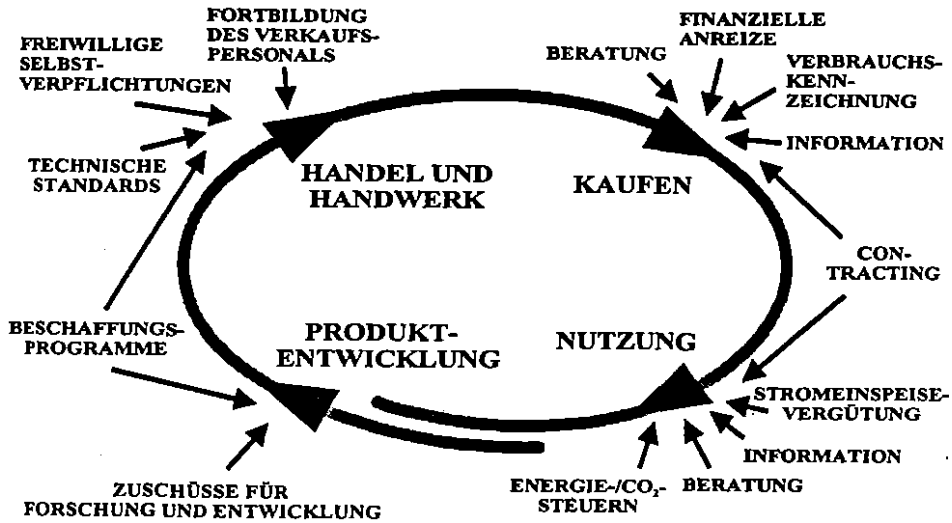 FORTBILDUNG
DES VERKAUFS-
PERSONALS
FREIWILLIGE
SELBST-
VERPFLICHTUNGEN
TECHNISCHE
STANDARDS
BERATUNG
FINANZIELLE
ANREIZE
VERBRAUCHS-
KENN-
ZEICHNUNG
INFORMATION
HANDEL UND
HANDWERK
KAUFEN
CON-
TRACTING
BESCHAFFUNGS-
PROGRAMME
PRODUKT-
ENTWICKLUNG
NUTZUNG
STROMEINSPEISE-
VERGÜTUNG
INFORMATION
BERATUNG
ENERGIE-/CO₂-
STEUERN
ZUSCHÜSSE FÜR
FORSCHUNG UND ENTWICKLUNG